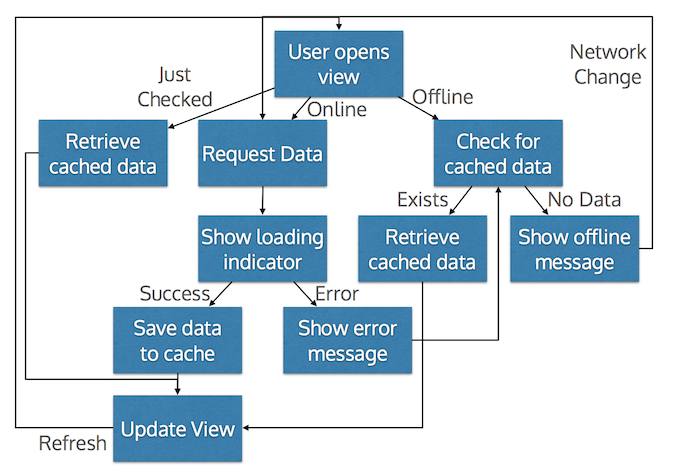 User opens
view
Network
Change
Just
Checked
Online
Offline
Retrieve
cached data
Request Data
Check for
cached data
Exists
No Data
Show loading
indicator
Retrieve
cached data
Show offline
message
Success
Error
Save data
to cache
Show error
message
Update View
Refresh